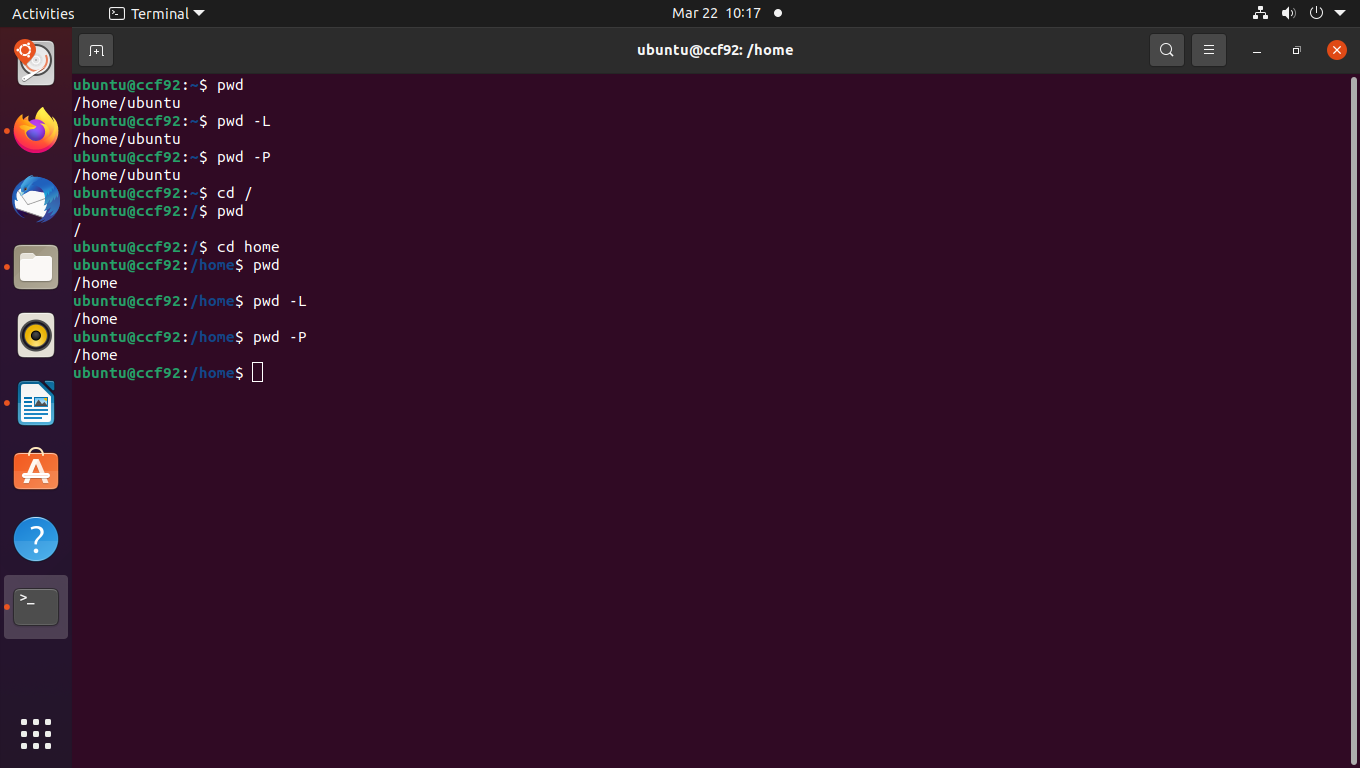 Activities
Terminal
Mar 22 10:17
ubuntu@ccf92: /home
ubuntu@ccf92:~$ pwd
/home/ubuntu
ubuntu@ccf92:~$ pwd -L
/home/ubuntu
ubuntu@ccf92:~$ pwd -P
/home/ubuntu
ubuntu@ccf92:~$ cd /
ubuntu@ccf92:/$ pwd
/
ubuntu@ccf92:/$ cd home
ubuntu@ccf92:/home$ pwd
/home
ubuntu@ccf92:/home$ pwd -L
/home
ubuntu@ccf92:/home$ pwd -P
/home
ubuntu@ccf92:/home$